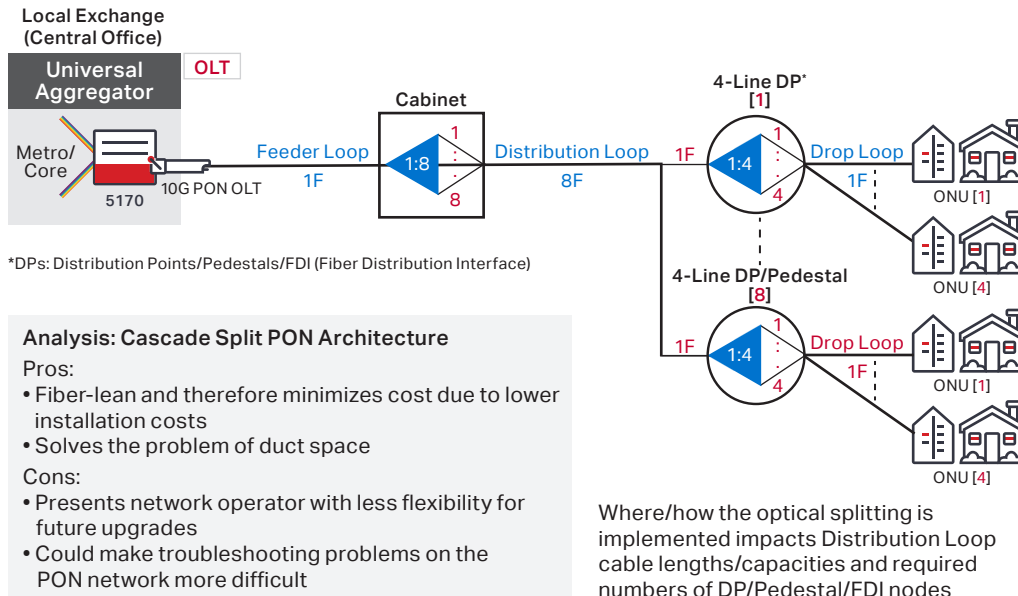 Local Exchange
(Central Office)
Universal
Aggregator
OLT
Metro/
Core
5170
10G PON OLT
Feeder Loop
1F
Cabinet
1:8
1
8
Distribution Loop
8F
4-Line DP*
[1]
1F
1:4
1
4
Drop Loop
1F
ONU [1]
ONU [4]
*DPs: Distribution Points/Pedestals/FDI (Fiber Distribution Interface)
4-Line DP/Pedestal
[8]
1F
1:4
1
4
Drop Loop
1F
ONU [1]
ONU [4]
Analysis: Cascade Split PON Architecture
Pros:
• Fiber-lean and therefore minimizes cost due to lower
installation costs
• Solves the problem of duct space
Cons:
• Presents network operator with less flexibility for
future upgrades
• Could make troubleshooting problems on the
PON network more difficult
Where/how the optical splitting is
implemented impacts Distribution Loop
cable lengths/capacities and required
numbers of DP/Pedestal/FDI nodes